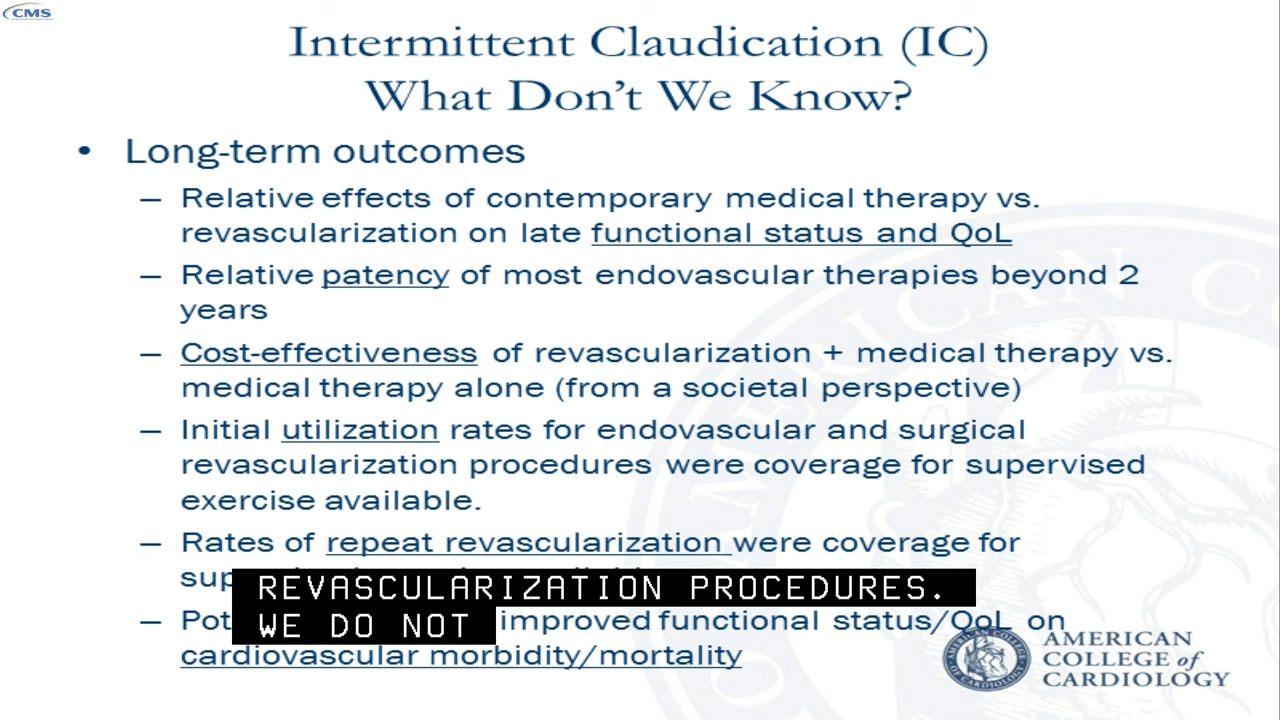 CMS
Intermittent Claudication (IC)
What Don't We Know?
• Long-term outcomes
– Relative effects of contemporary medical therapy vs.
revascularization on late functional status and QoL
– Relative patency of most endovascular therapies beyond 2
years
– Cost-effectiveness of revascularization + medical therapy vs.
medical therapy alone (from a societal perspective)
– Initial utilization rates for endovascular and surgical
revascularization procedures were coverage for supervised
exercise available.
– Rates of repeat revascularization were coverage for
REVASCULARIZATION PROCEDURES.
WE DO NOT
– improved functional status/QoL on
cardiovascular morbidity/mortality
AMERICAN
COLLEGE of
CARDIOLOGY